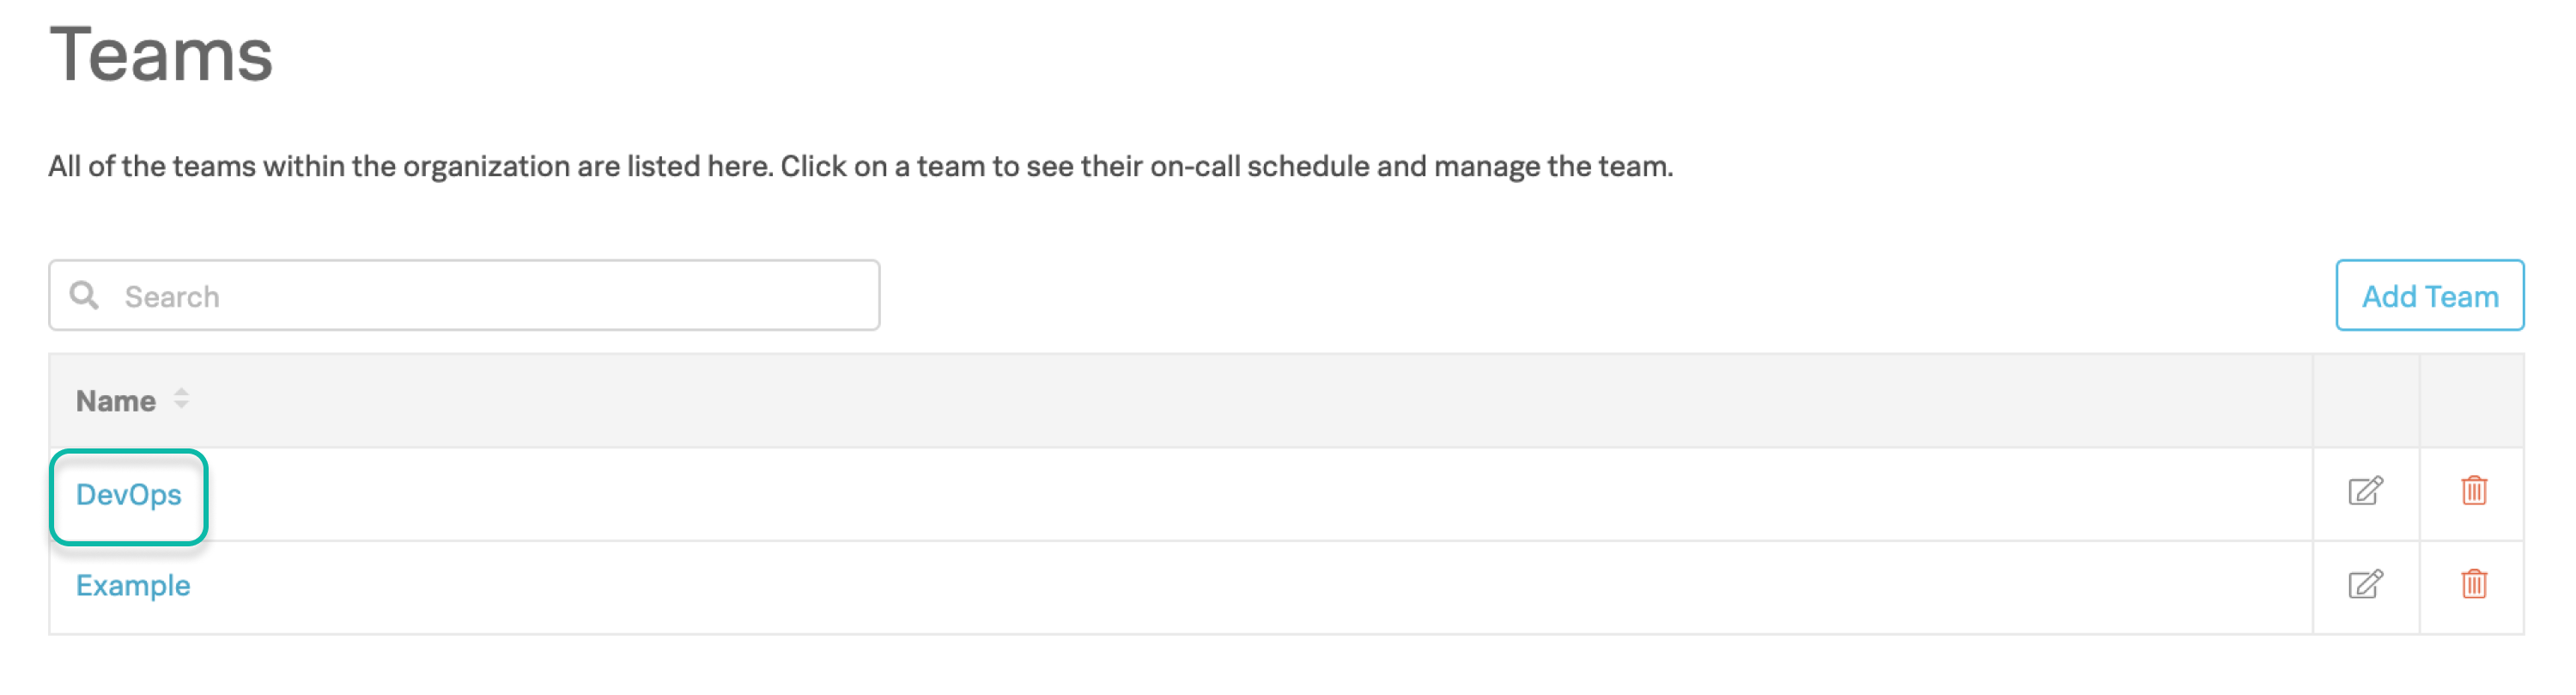 Teams
All of the teams within the organization are listed here. Click on a team to see their on-call schedule and manage the team.
Search
Add Team
Name
DevOps
Example